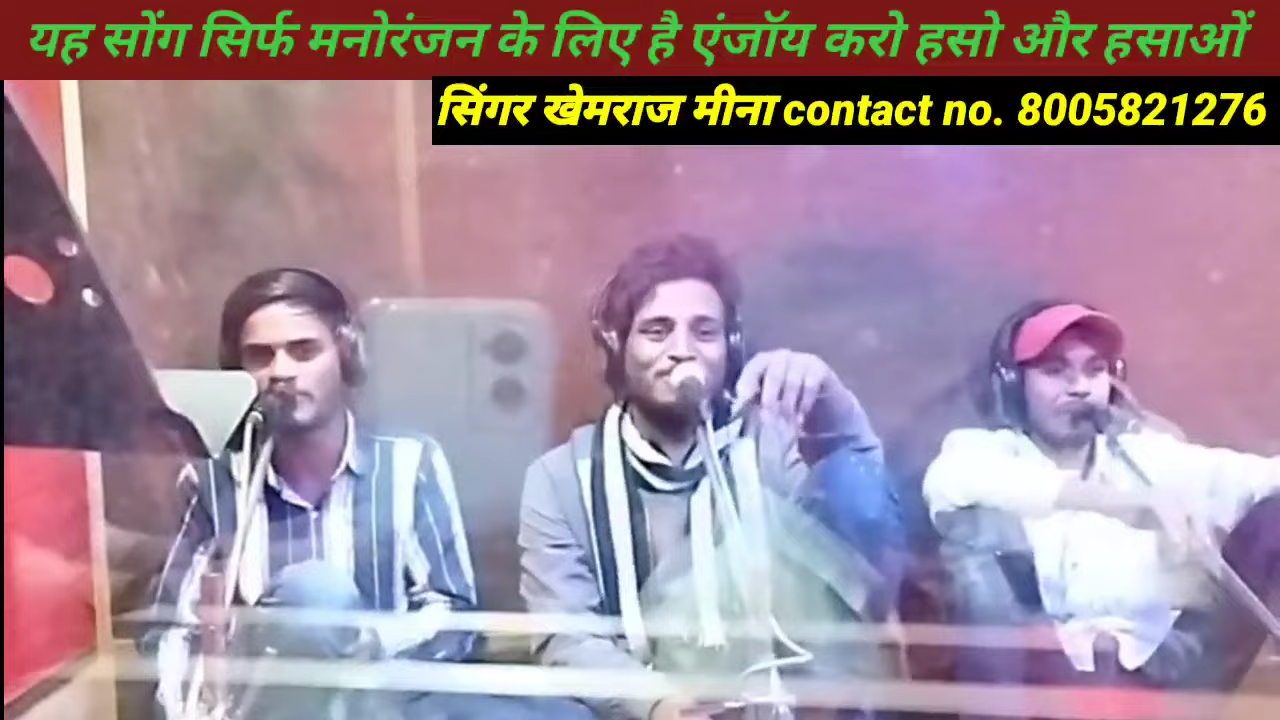 यह सोंग सिर्फ मनोरंजन के लिए है एंजॉय करो हसो और हसाओं
सिंगर खेमराज मीना contact no. 8005821276